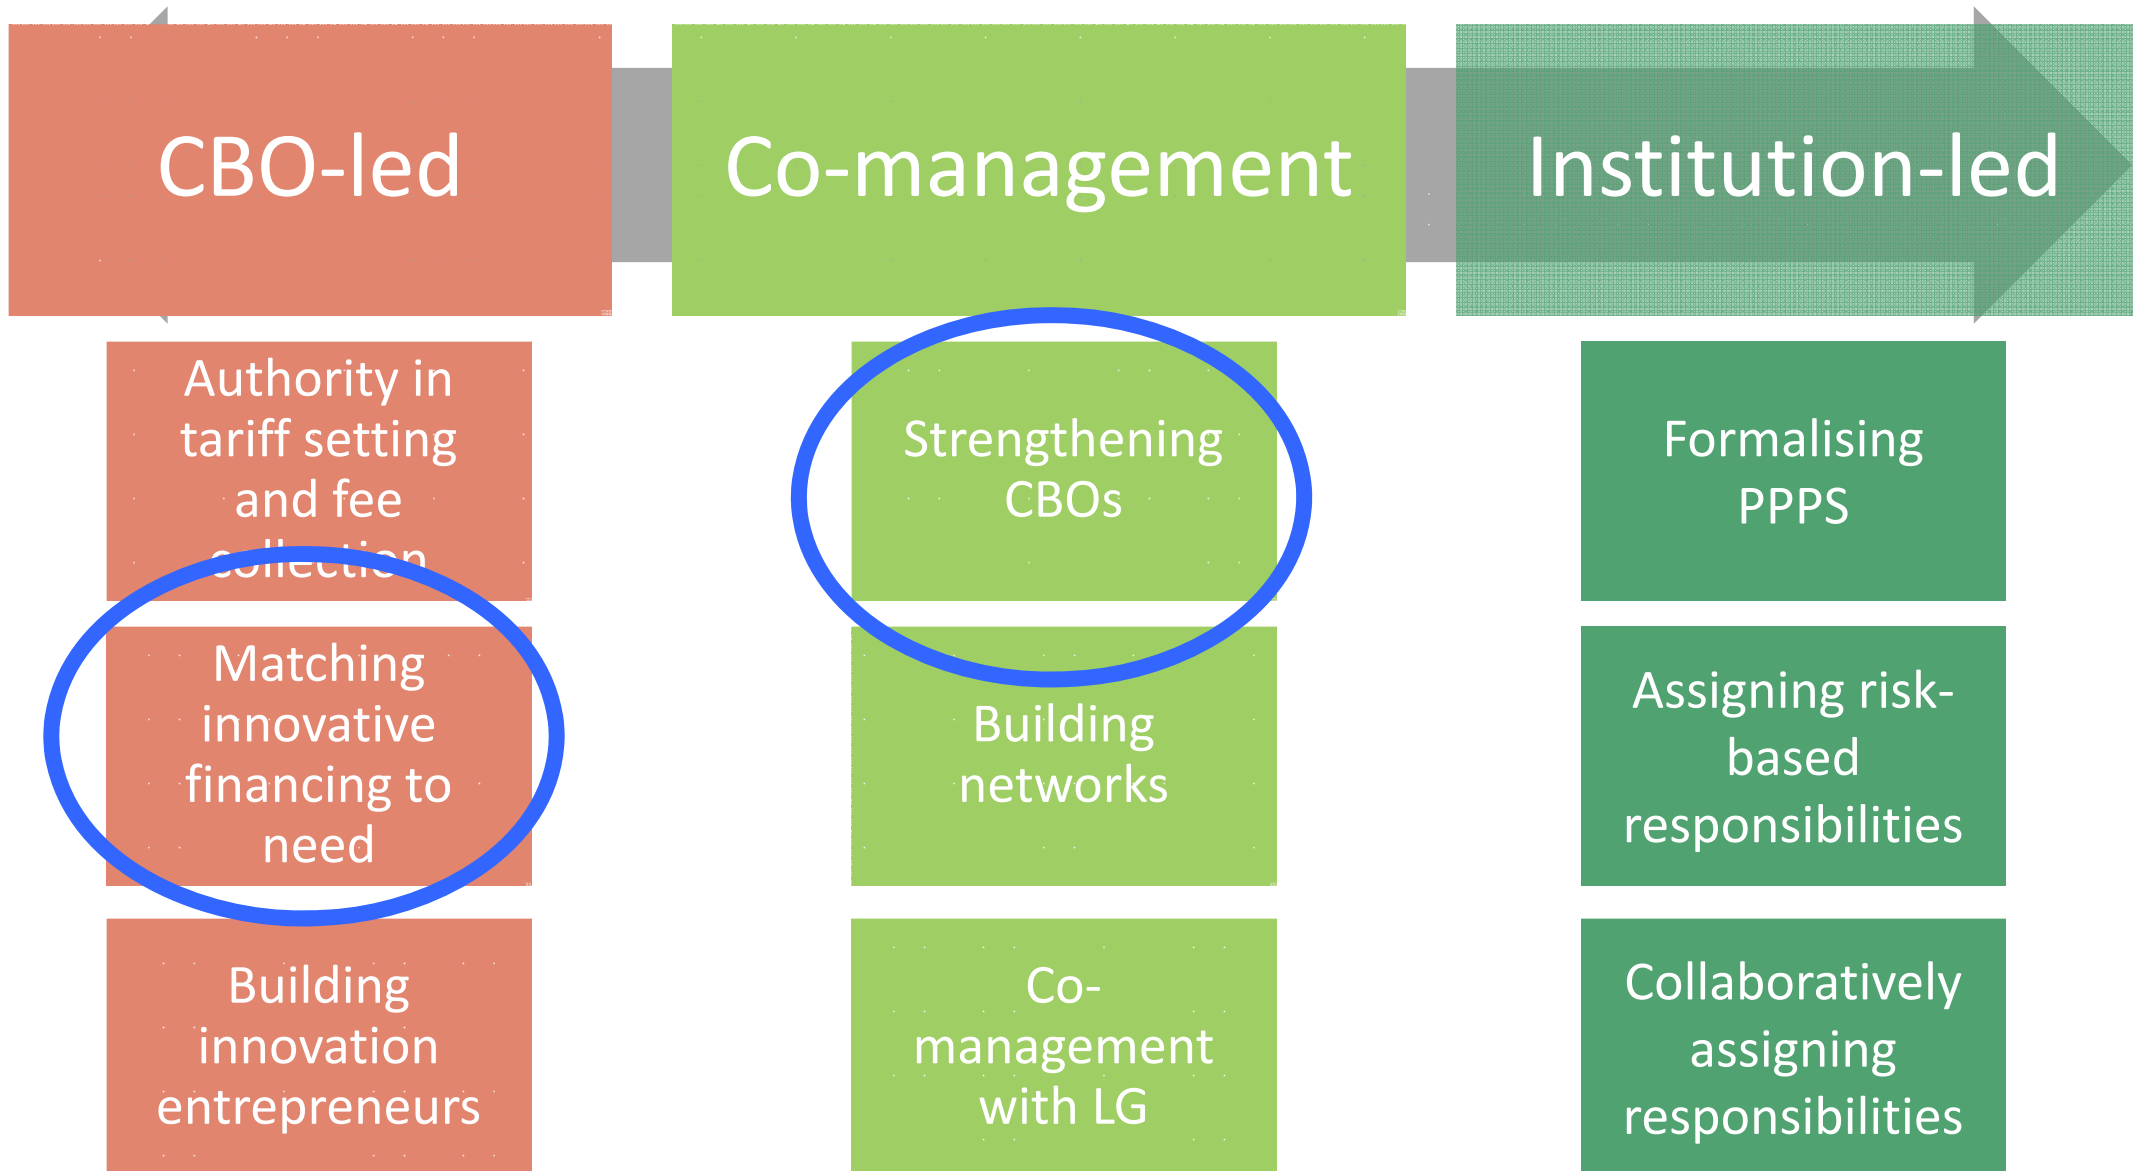 CBO-led
Co-management
Institution-led
Authority in
tariff setting
and fee
collection
Matching
innovative
financing to
need
Building
innovation
entrepreneurs
Strengthening
CBOs
Building
networks
Co-
management
with LG
Formalising
PPPS
Assigning risk-
based
responsibilities
Collaboratively
assigning
responsibilities